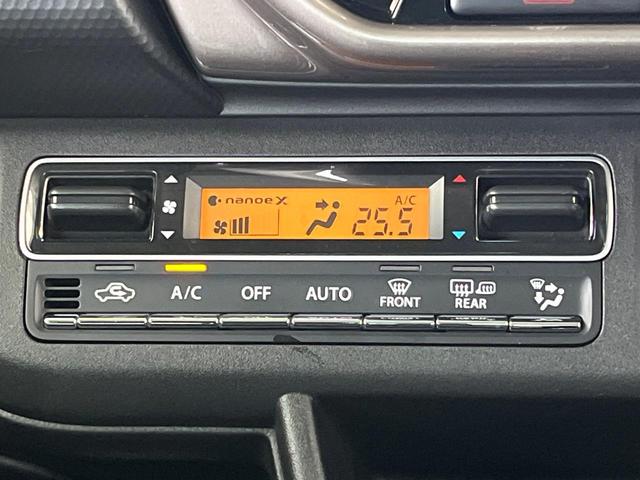 nanoe X
A/C
25.5
A/C
OFF
AUTO
FRONT
REAR